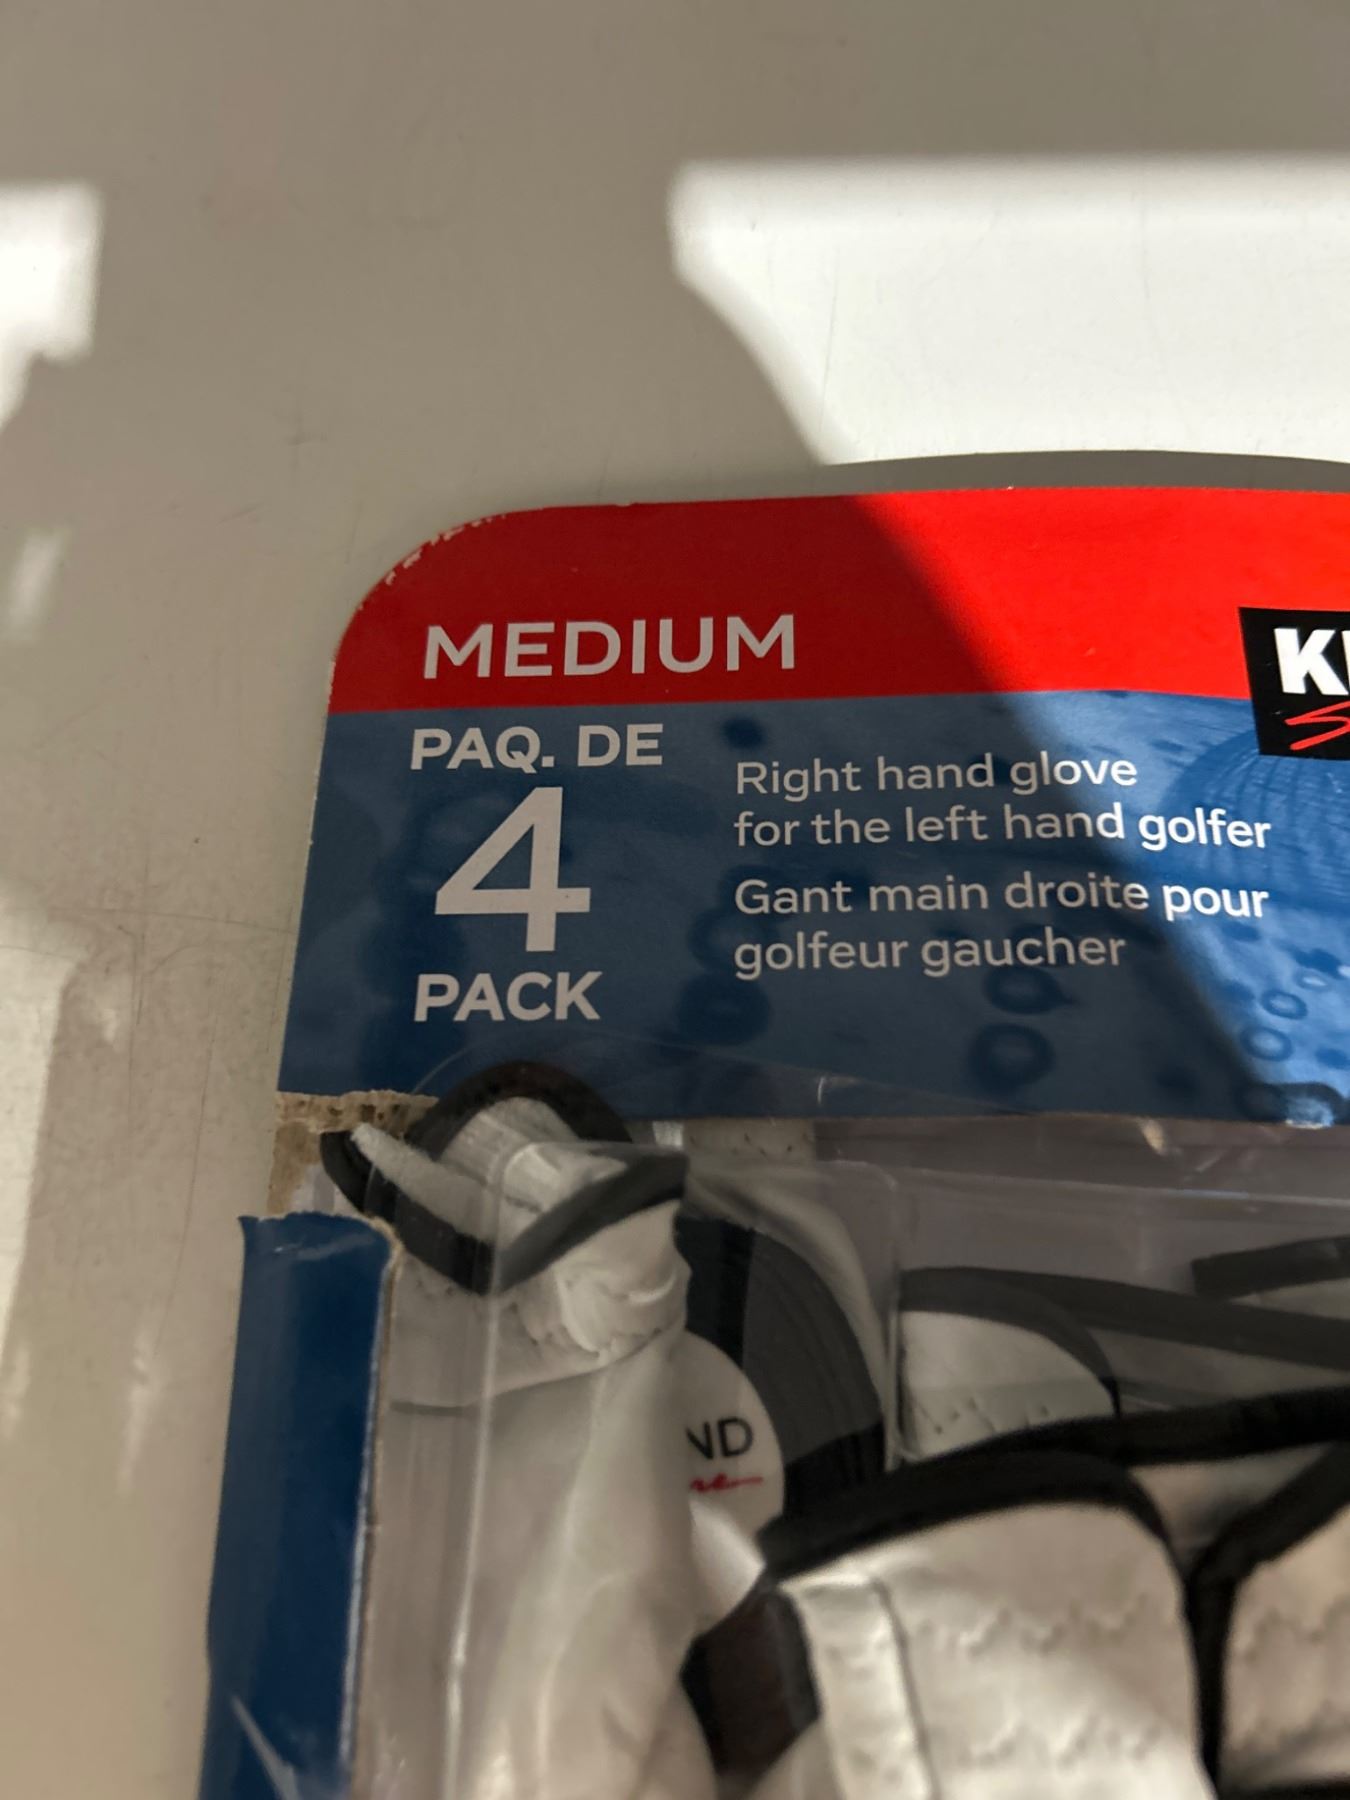 MEDIUM
PAQ. DE
4
PACK
Right hand glove
for the left hand golfer
Gant main droite pour
golfeur gaucher